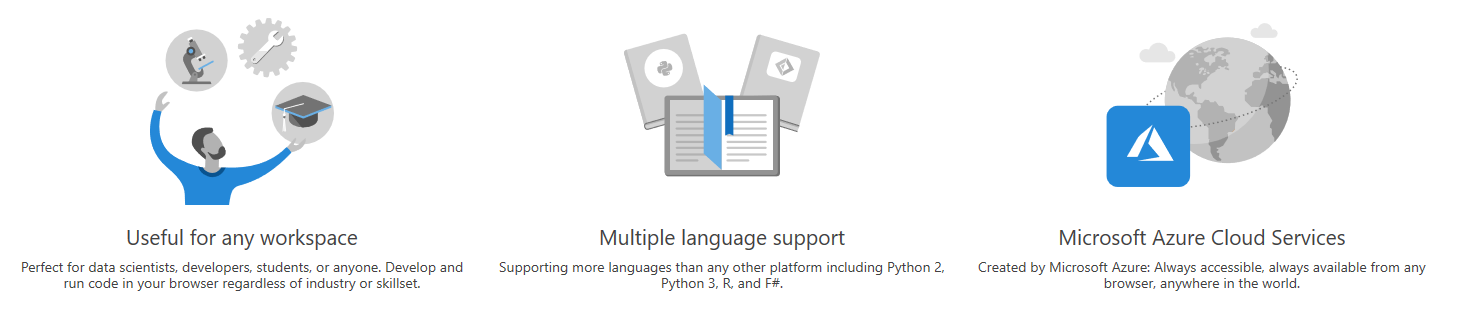 Useful for any workspace
Perfect for data scientists, developers, students, or anyone. Develop and
run code in your browser regardless of industry or skillset.
Multiple language support
Supporting more languages than any other platform including Python 2,
Python 3, R, and F#.
Microsoft Azure Cloud Services
Created by Microsoft Azure: Always accessible, always available from any
browser, anywhere in the world.